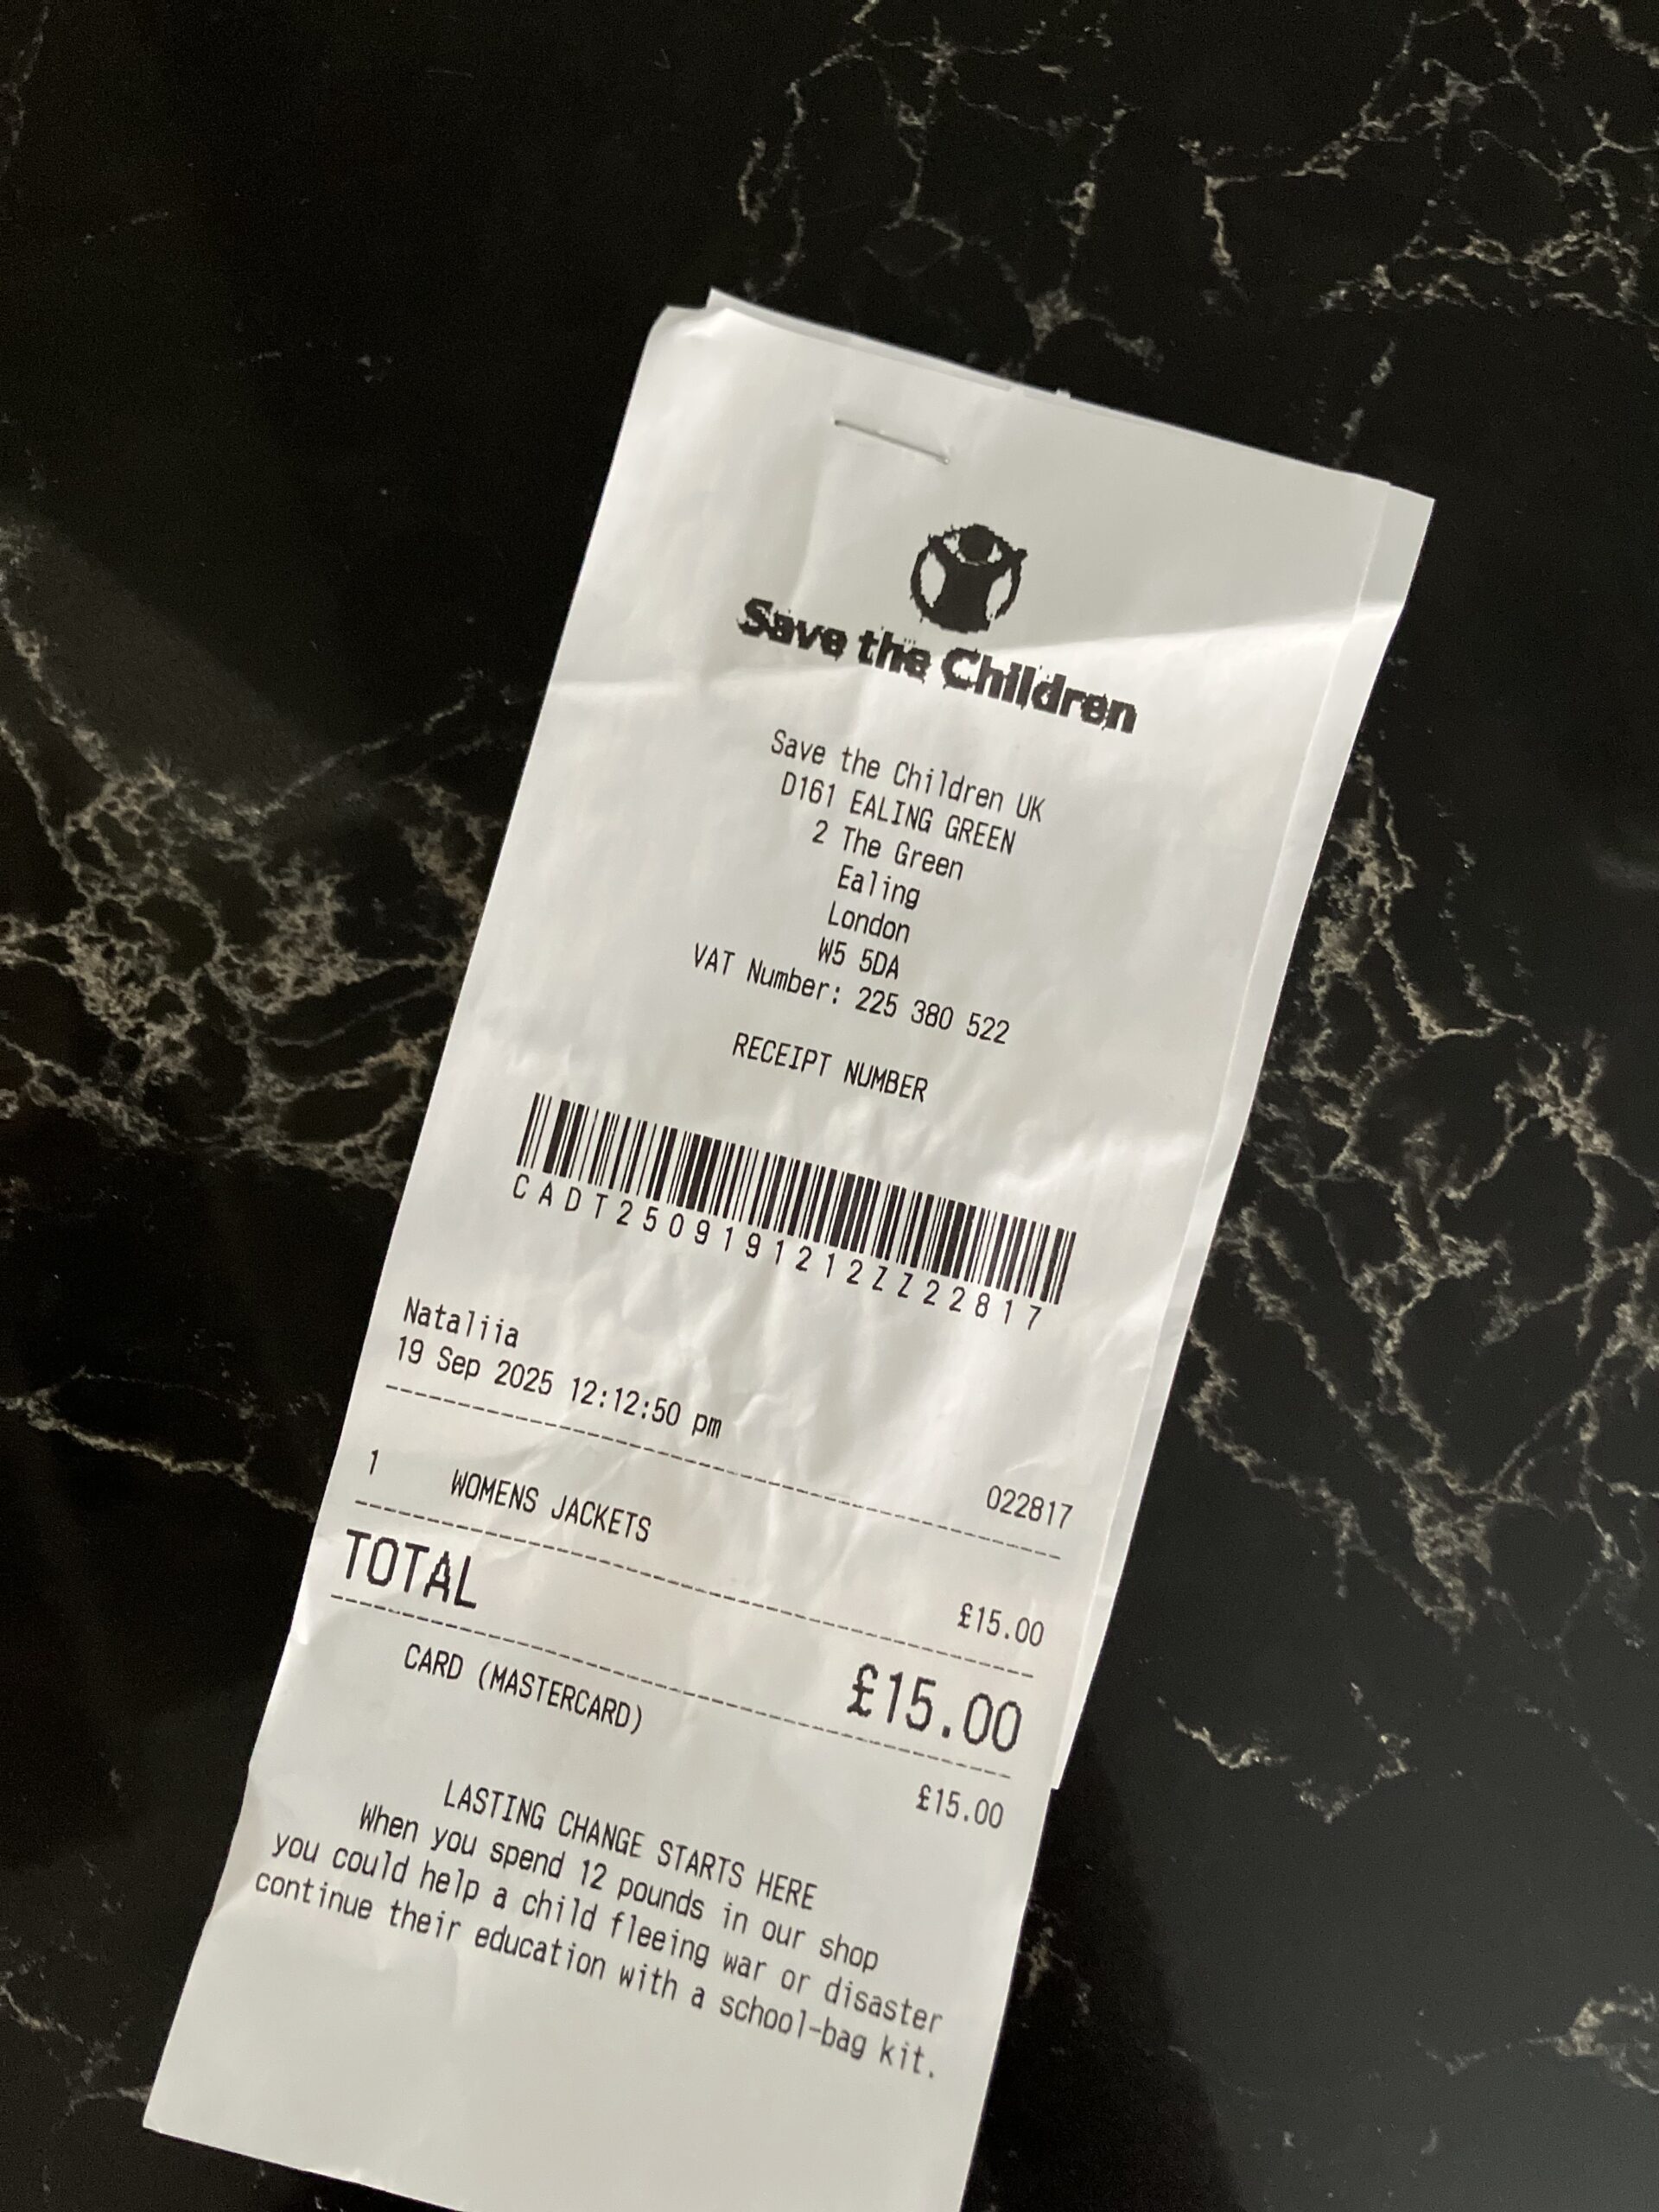 Save the Children
Save the Children UK
D161 EALING GREEN
2 The Green
Ealing
London
W5 5DA
VAT Number: 225 380 522
RECEIPT NUMBER
CADT2509191212ZZ22817
Nataliia
19 Sep 2025 12:12:50 pm 022817
1 WOMENS JACKETS £15.00
TOTAL £15.00
CARD (MASTERCARD) £15.00
LASTING CHANGE STARTS HERE
When you spend 12 pounds in our shop
you could help a child fleeing war or disaster
continue their education with a school-bag kit.